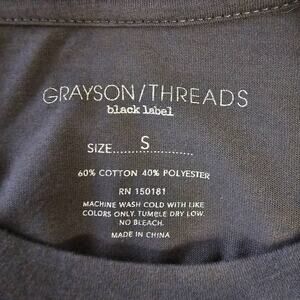 GRAYSON/THREADS
black label
SIZE..............S
60% COTTON 40% POLYESTER
RN 150181
MACHINE WASH COLD WITH LIKE
COLORS ONLY. TUMBLE DRY LOW.
NO BLEACH.
MADE IN CHINA